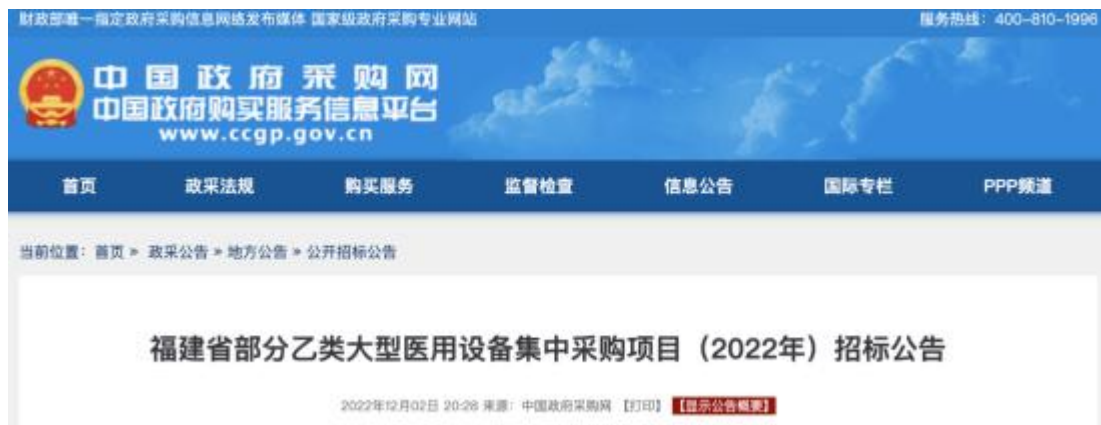 财政部唯一指定政府采购信息网络发布媒体 国家级政府采购专业网站 服务热线：400-810-1996
中国政府采购网
中国政府购买服务信息平台
www.ccgp.gov.cn
首页 政采法规 购买服务 监督检查 信息公告 国际专栏 PPP频道
当前位置：首页 » 政采公告 » 地方公告 » 公开招标公告
福建省部分乙类大型医用设备集中采购项目（2022年）招标公告
2022年12月02日 20:28 来源：中国政府采购网 【打印】 【显示公告概要】